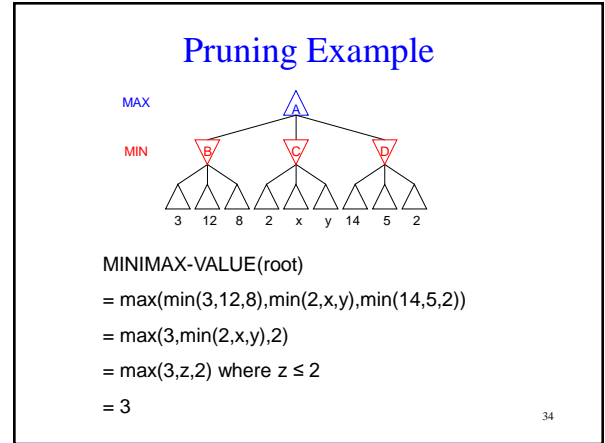 Pruning Example
MAX
A
MIN
B C D
3 12 8 2 x y 14 5 2
MINIMAX-VALUE(root)
= max(min(3,12,8),min(2,x,y),min(14,5,2))
= max(3,min(2,x,y),2)
= max(3,z,2) where z ≤ 2
= 3
34